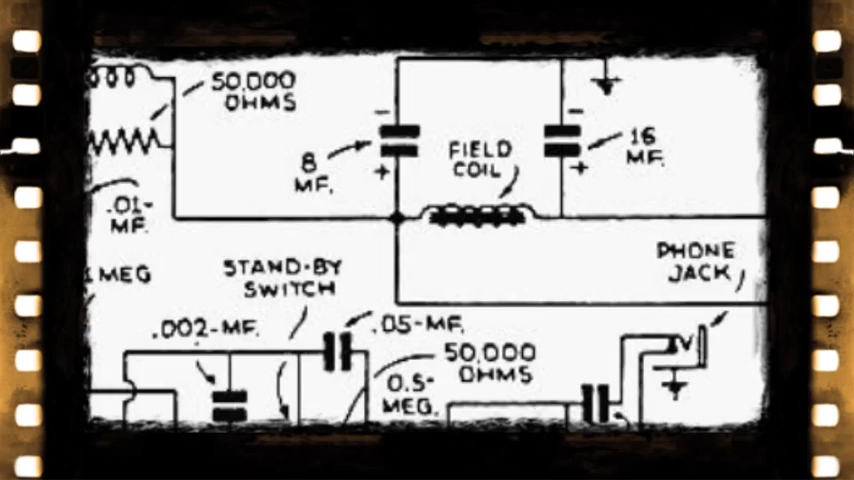 50,000
OHMS
8
MF.
FIELD
COIL
16
MF.
.01-
MF.
1 MEG
STAND-BY
SWITCH
PHONE
JACK
.002-MF.
.05-MF.
50,000
OHMS
0.5-
MEG.